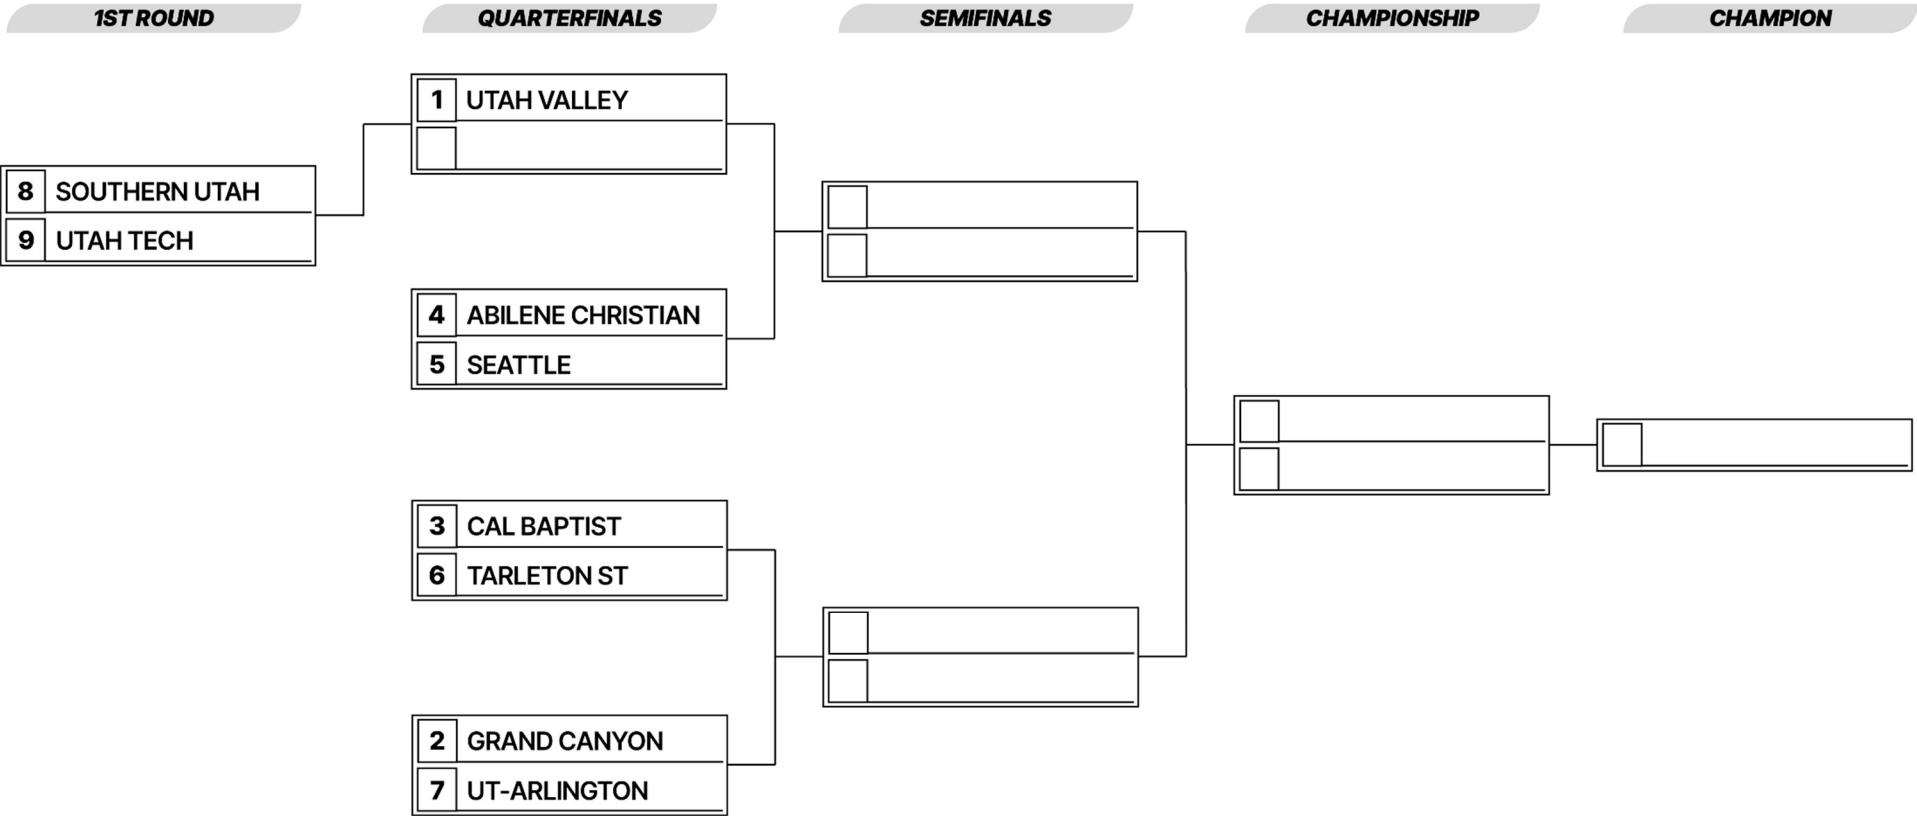 1ST ROUND
QUARTERFINALS
SEMIFINALS
CHAMPIONSHIP
CHAMPION
8 SOUTHERN UTAH
9 UTAH TECH
1 UTAH VALLEY
4 ABILENE CHRISTIAN
5 SEATTLE
3 CAL BAPTIST
6 TARLETON ST
2 GRAND CANYON
7 UT-ARLINGTON